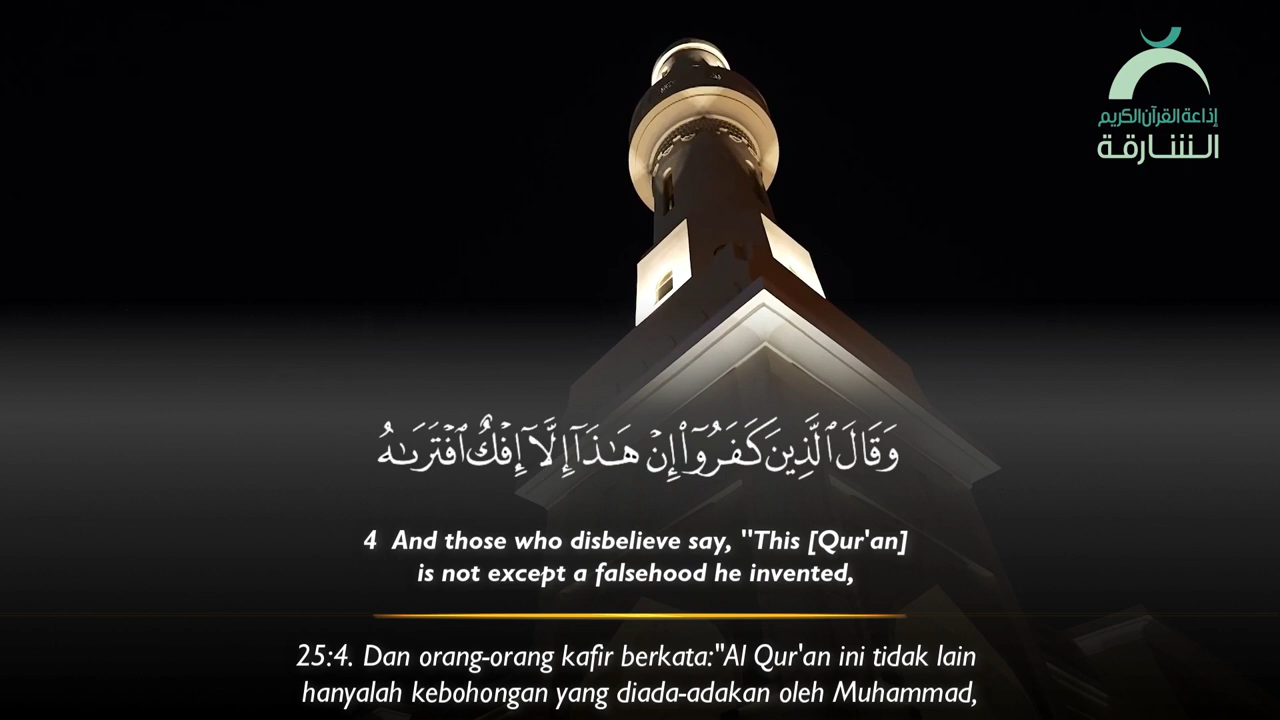 إذاعة القرآن الكريم
الشارقة
وَقَالَ ٱلَّذِينَ كَفَرُوٓا۟ إِنْ هَـٰذَآ إِلَّآ إِفْكٌ ٱفْتَرَىٰهُ
4 And those who disbelieve say, "This [Qur'an]
is not except a falsehood he invented,
25:4. Dan orang-orang kafir berkata:"Al Qur'an ini tidak lain
hanyalah kebohongan yang diada-adakan oleh Muhammad,